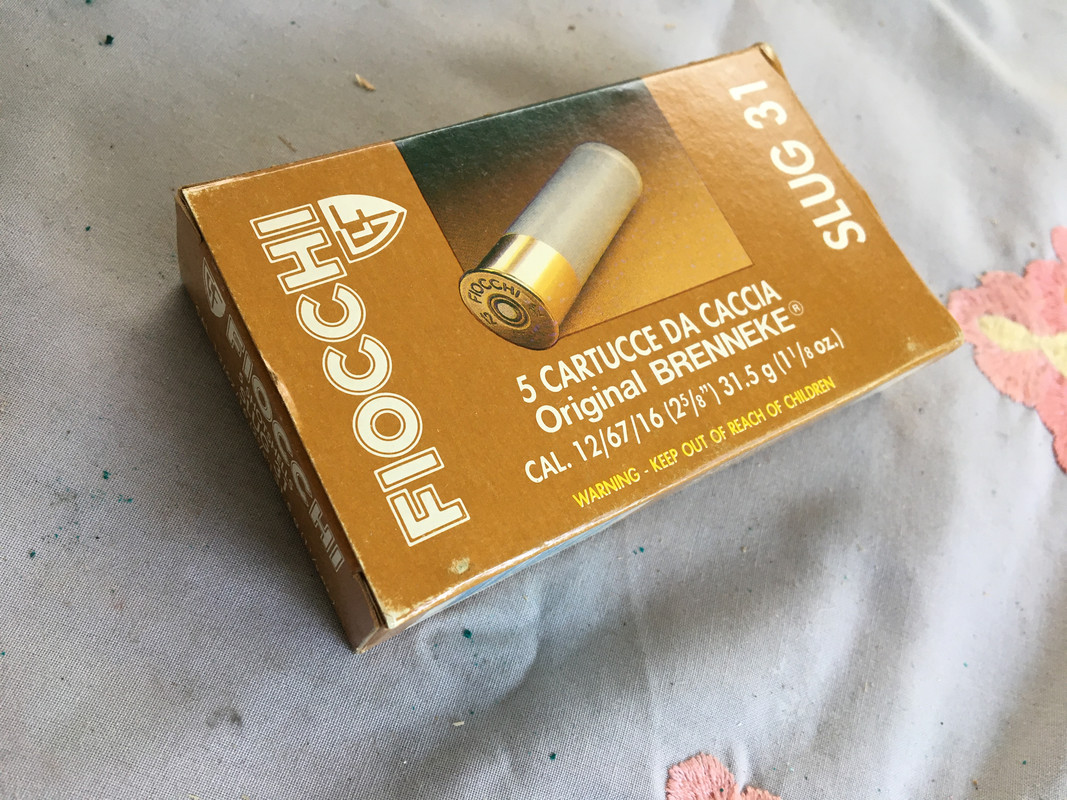 FIOCCHI
SLUG 31
FIOCCHI
12
5 CARTUCCE DA CACCIA
Original BRENNEKE®
CAL. 12/67/16 (2⁵/₈") 31.5 g (1¹/₈ oz.)
WARNING - KEEP OUT OF REACH OF CHILDREN
FIOCCHI